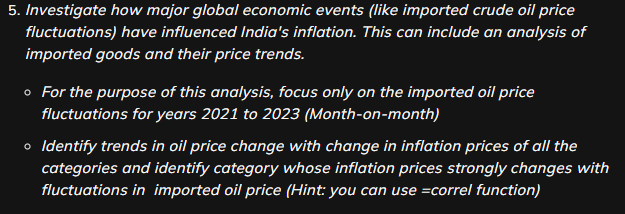 5. Investigate how major global economic events (like imported crude oil price
fluctuations) have influenced India's inflation. This can include an analysis of
imported goods and their price trends.
○ For the purpose of this analysis, focus only on the imported oil price
fluctuations for years 2021 to 2023 (Month-on-month)
○ Identify trends in oil price change with change in inflation prices of all the
categories and identify category whose inflation prices strongly changes with
fluctuations in imported oil price (Hint: you can use =correl function)